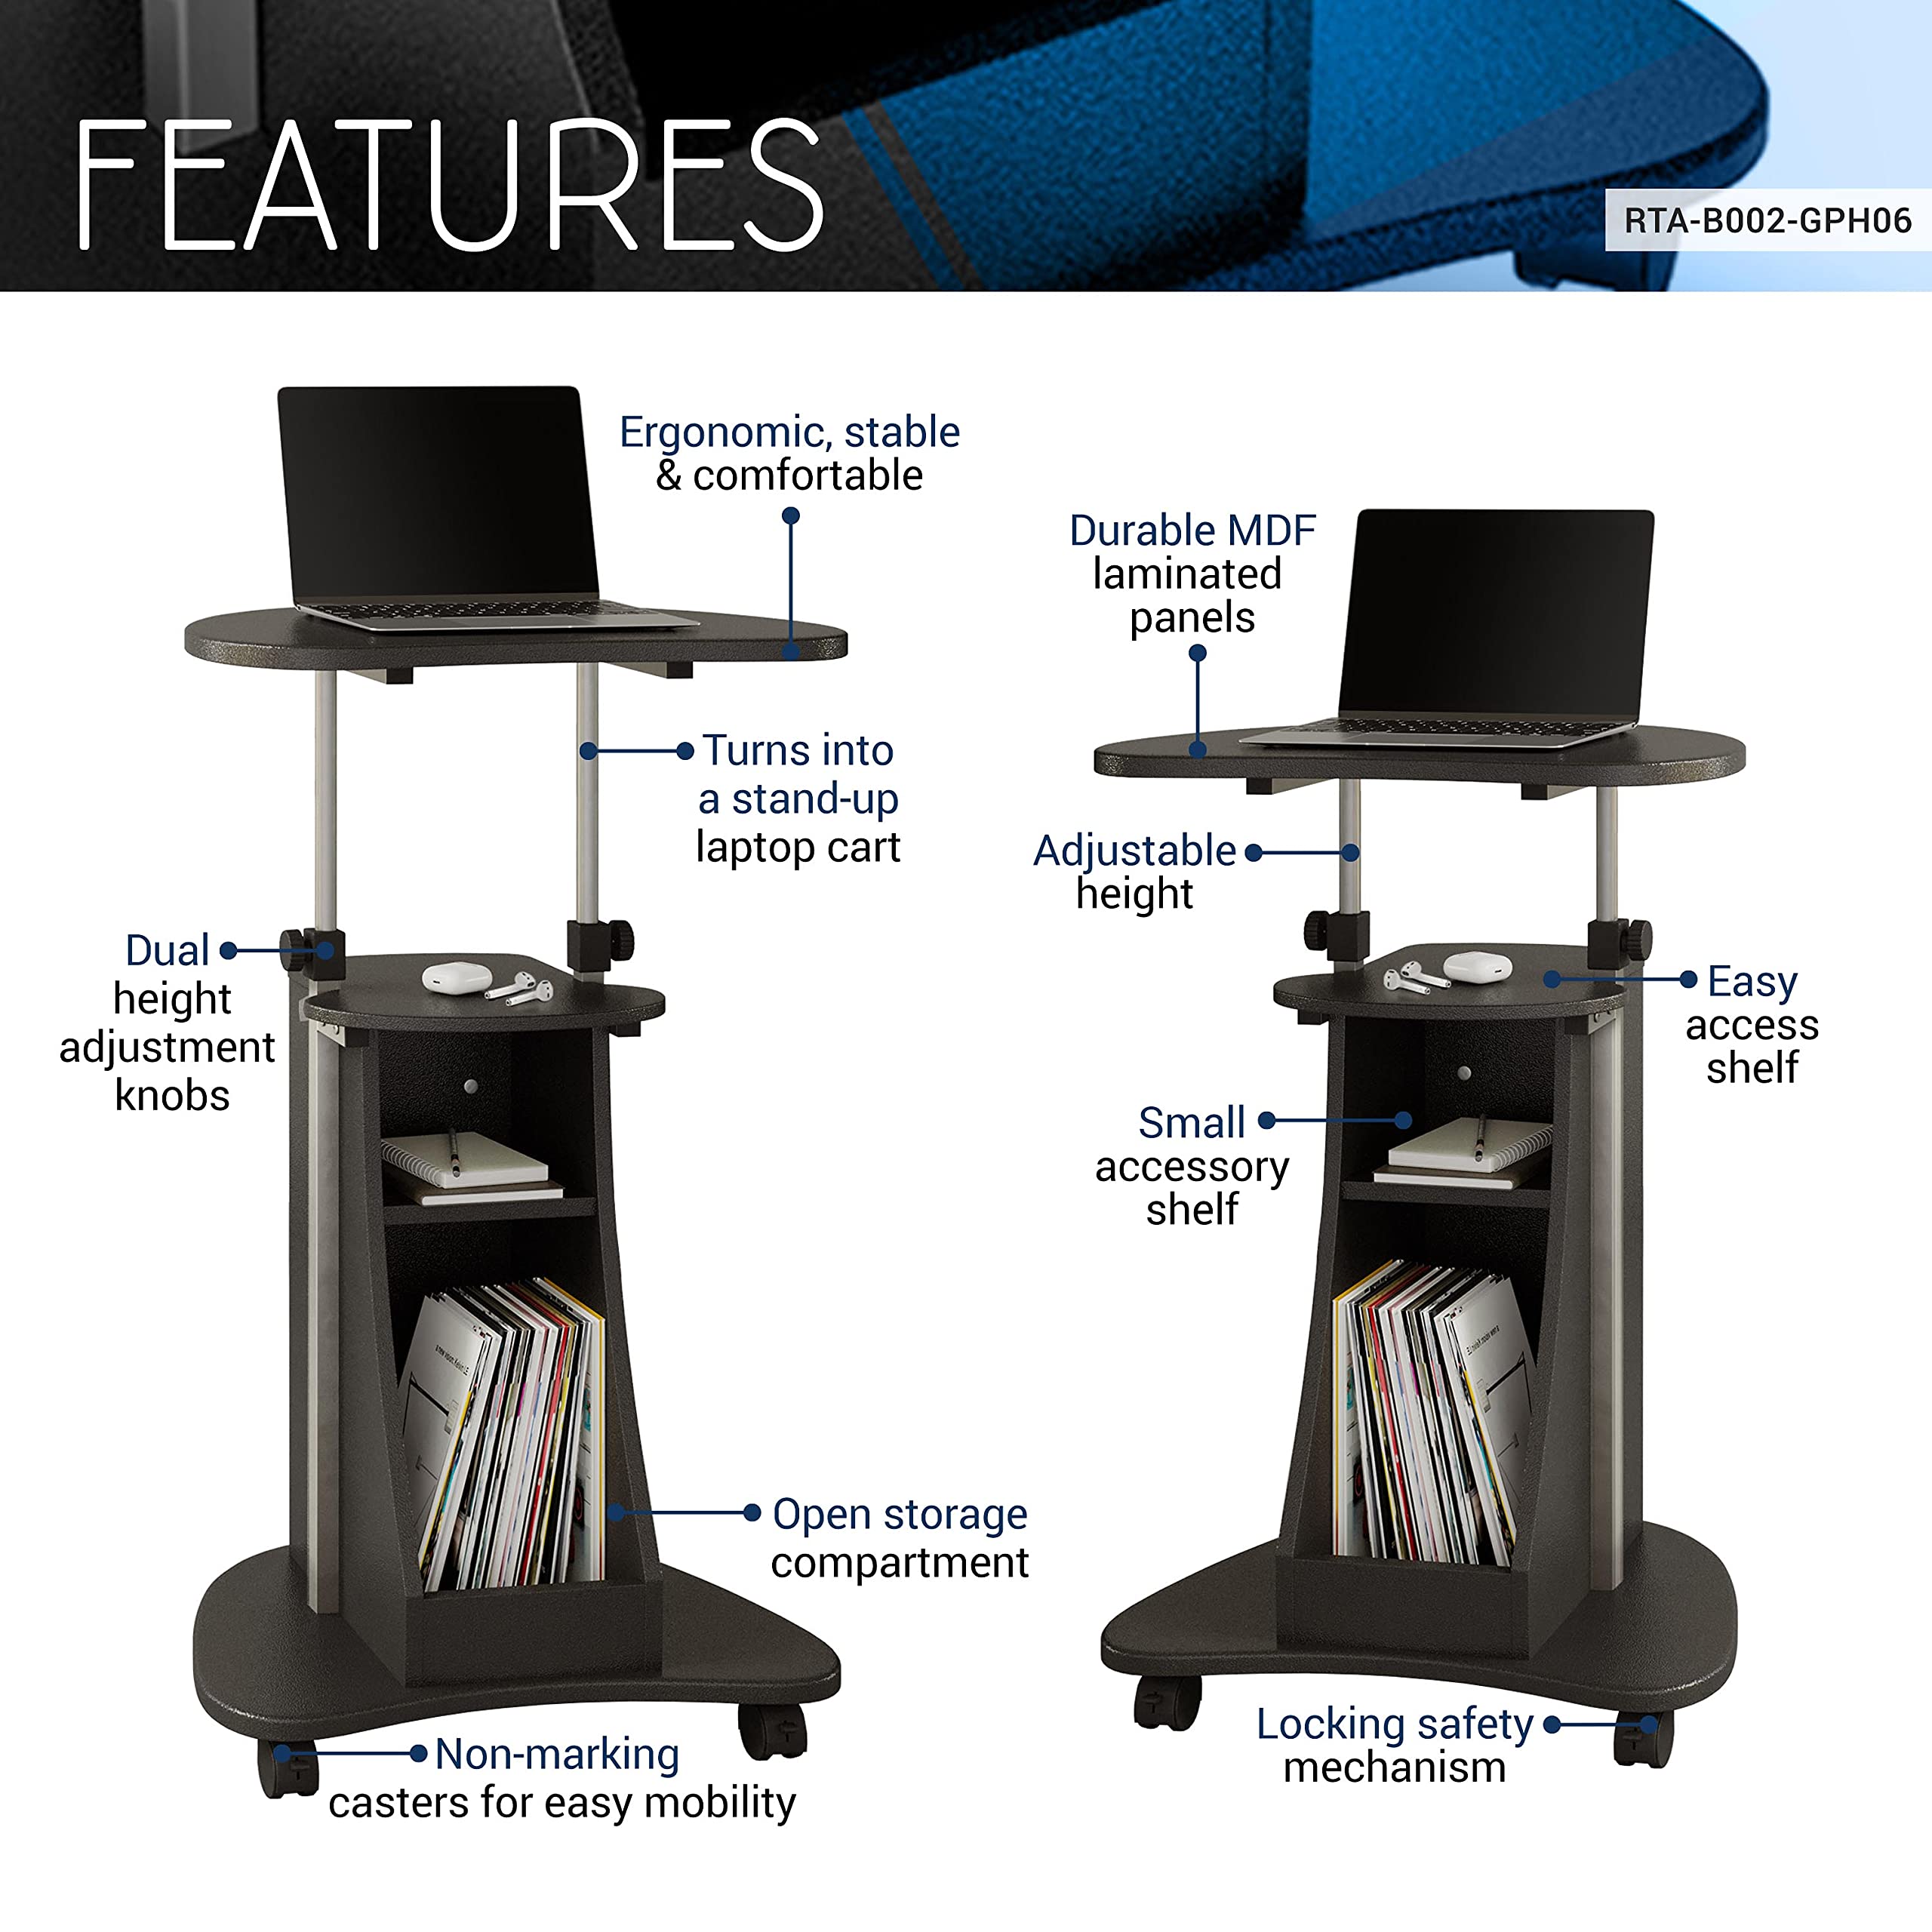 FEATURES
RTA-B002-GPH06
Ergonomic, stable
& comfortable
Durable MDF
laminated
panels
Turns into
a stand-up
laptop cart
Adjustable
height
Dual
height
adjustment
knobs
Easy
access
shelf
Small
accessory
shelf
Open storage
compartment
Locking safety
mechanism
Non-marking
casters for easy mobility